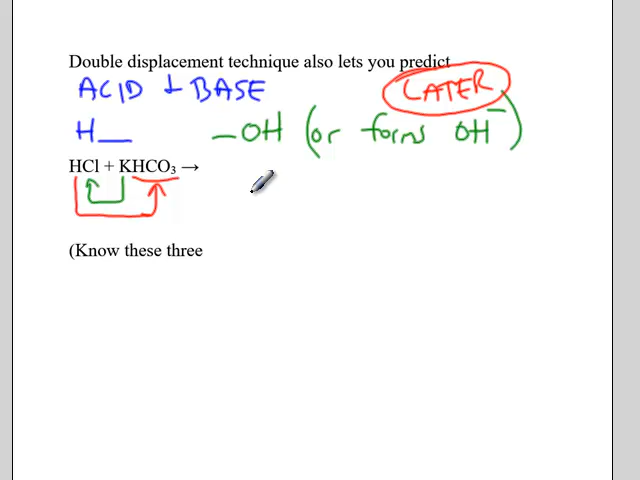 Double displacement technique also lets you predict
ACID + BASE LATER
H__ _OH (or forms OH⁻)
HCl + KHCO₃ →
(Know these three